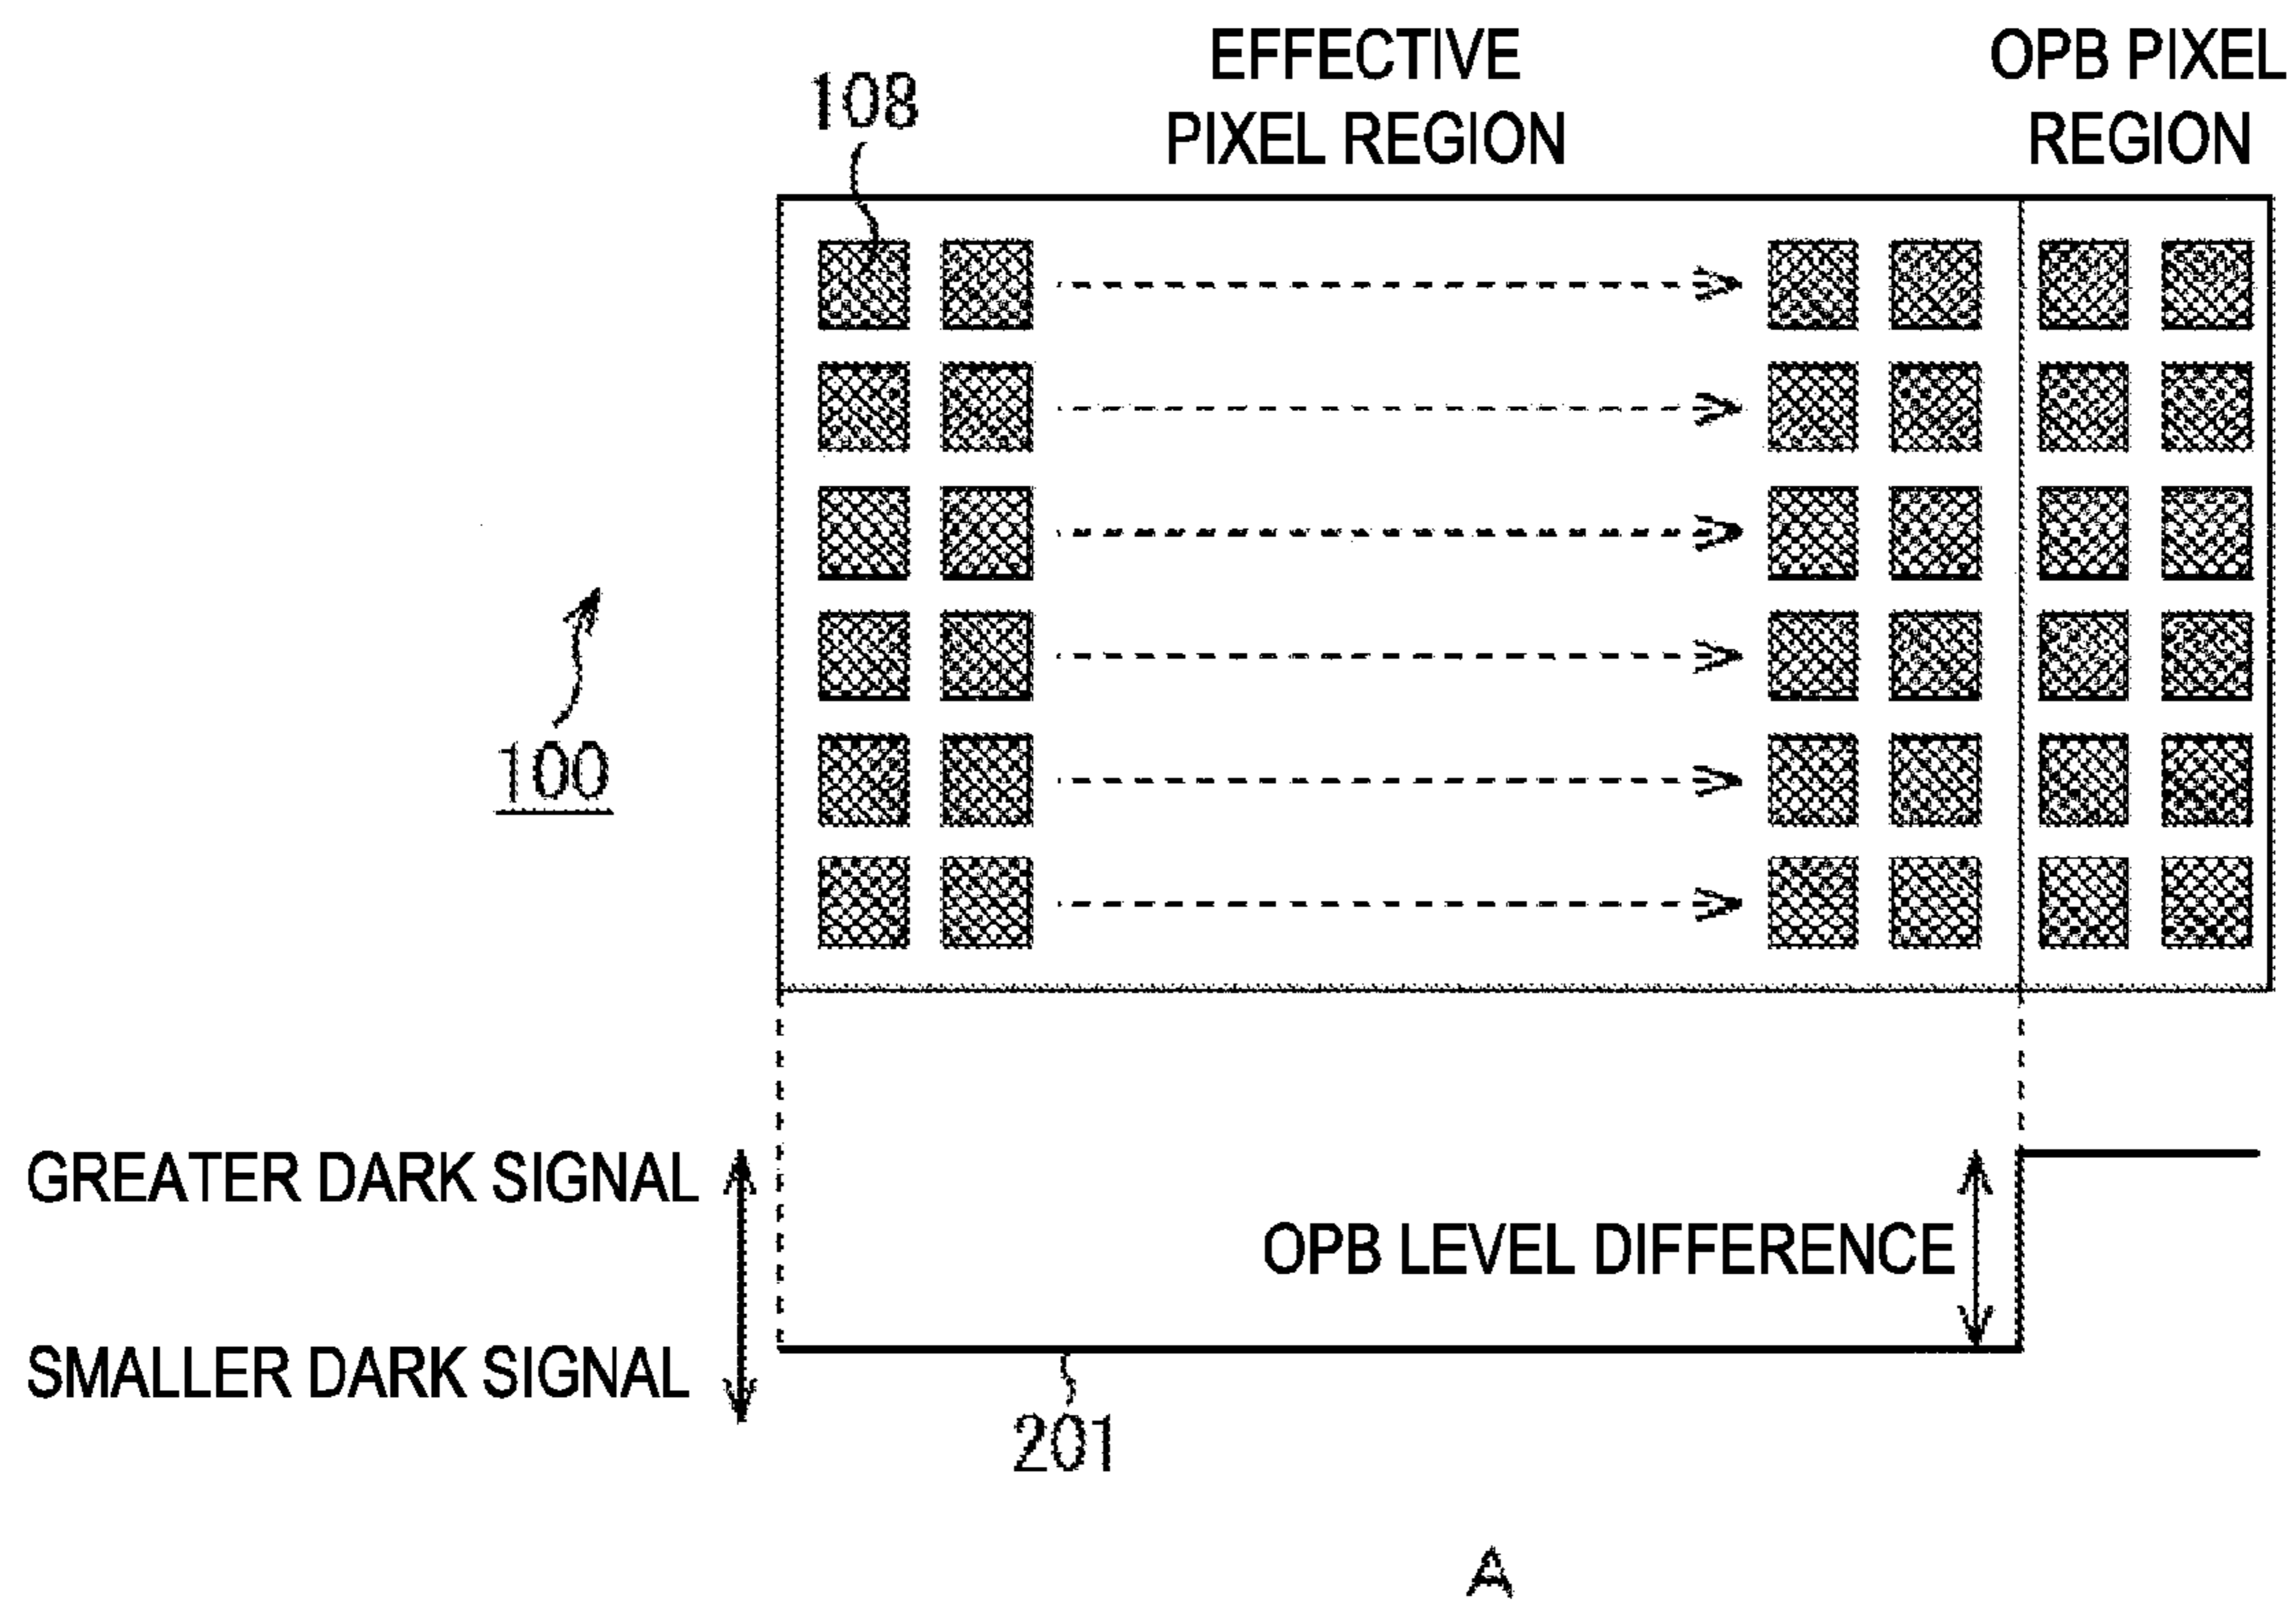 EFFECTIVE
PIXEL REGION
OPB PIXEL
REGION
108
100
GREATER DARK SIGNAL
OPB LEVEL DIFFERENCE
SMALLER DARK SIGNAL
201
A